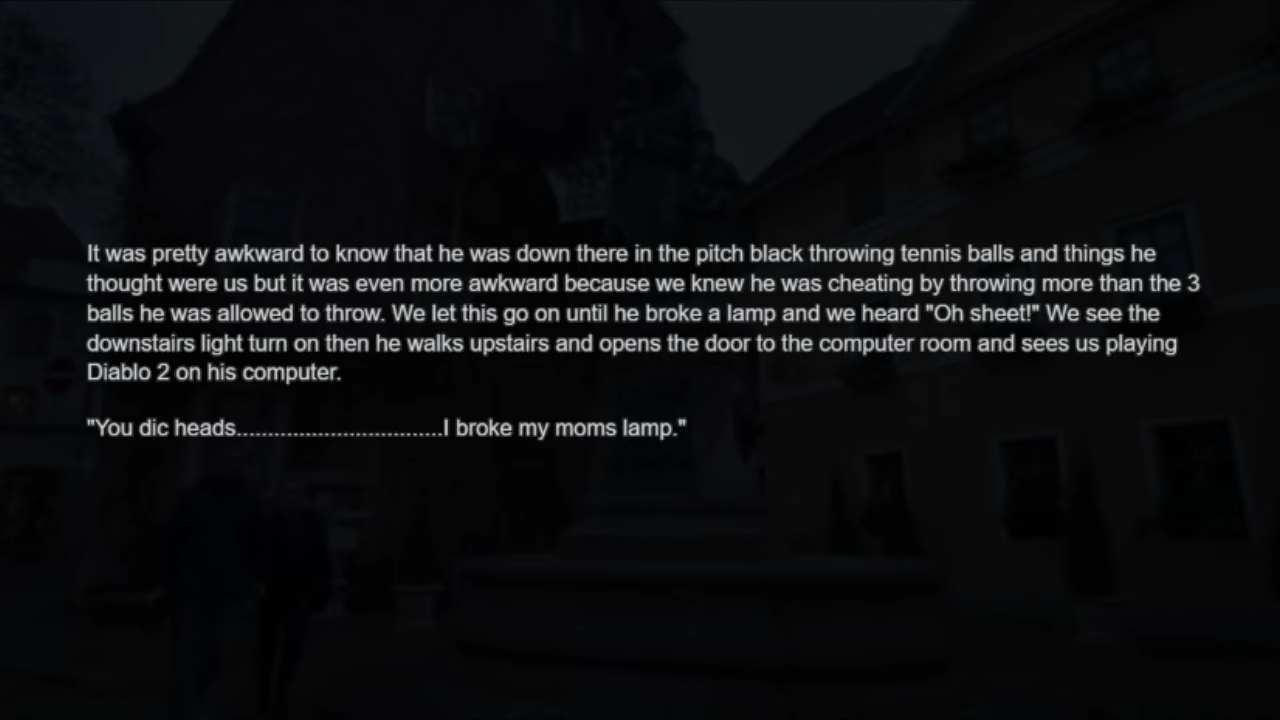 It was pretty awkward to know that he was down there in the pitch black throwing tennis balls and things he
thought were us but it was even more awkward because we knew he was cheating by throwing more than the 3
balls he was allowed to throw. We let this go on until he broke a lamp and we heard "Oh sheet!" We see the
downstairs light turn on then he walks upstairs and opens the door to the computer room and sees us playing
Diablo 2 on his computer.
"You dic heads.................................I broke my moms lamp."